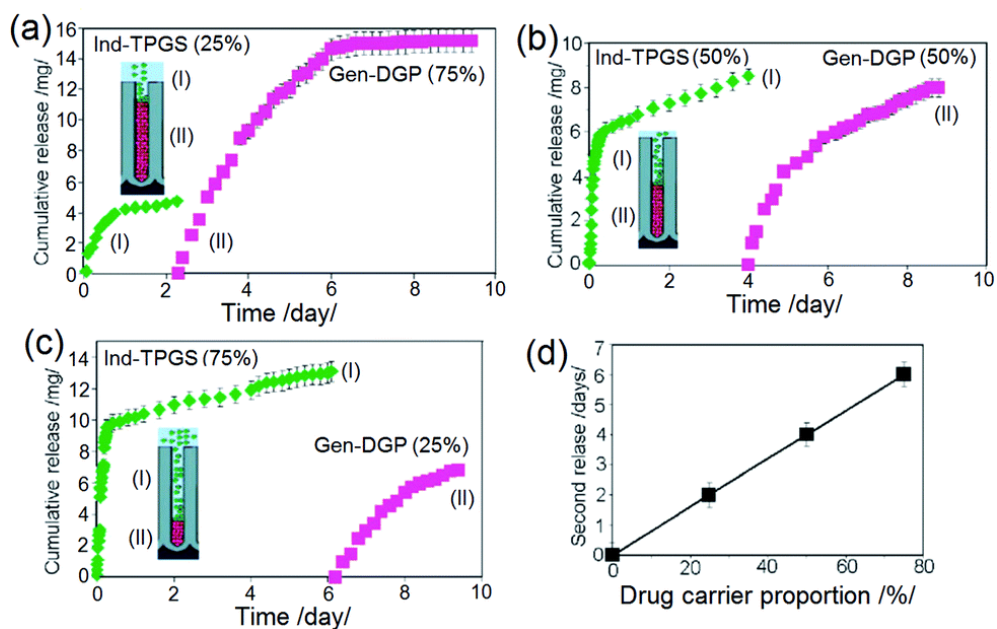 (a)
Ind-TPGS (25%)
Gen-DGP (75%)
(I)
(II)
(I)
(II)
Cumulative release /mg/
16
14
12
10
8
6
4
2
0
0 2 4 6 8 10
Time /day/
(b)
Ind-TPGS (50%)
Gen-DGP (50%)
(I)
(II)
(I)
(II)
Cumulative release /mg/
10
8
6
4
2
0
0 2 4 6 8 10
Time /day/
(c)
Ind-TPGS (75%)
(I)
Gen-DGP (25%)
(II)
(I)
(II)
Cumulative release /mg/
14
12
10
8
6
4
2
0
0 2 4 6 8 10
Time /day/
(d)
Second relase /days/
7
6
5
4
3
2
1
0
0 20 40 60 80
Drug carrier proportion /%/